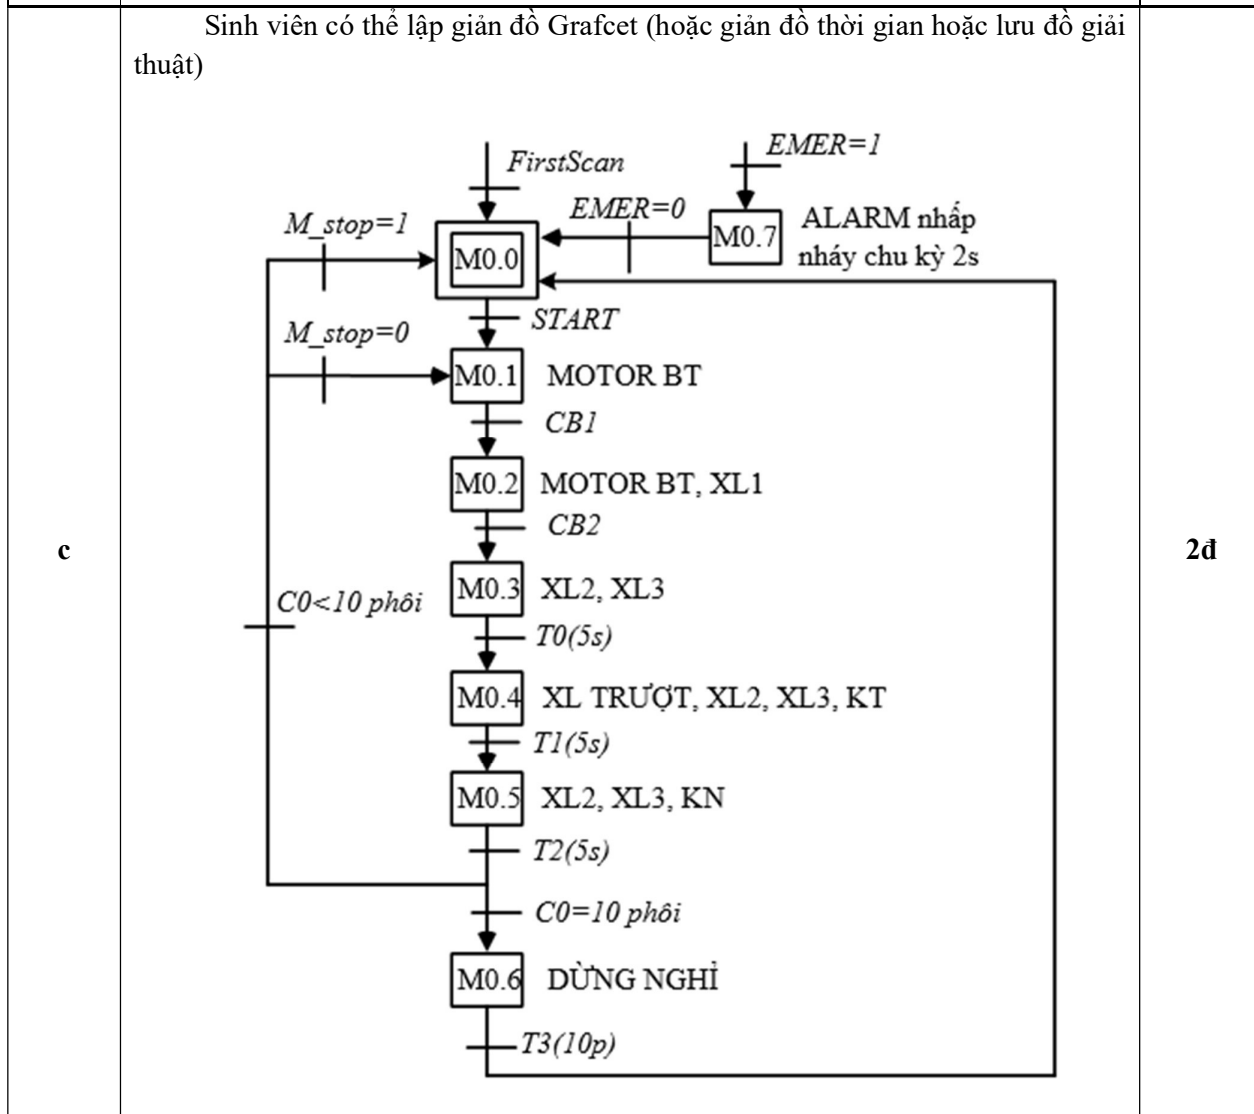 Sinh viên có thể lập giản đồ Grafcet (hoặc giản đồ thời gian hoặc lưu đồ giải
thuật)
FirstScan
EMER=1
M_stop=1
EMER=0
M0.7
ALARM nhấp
nháy chu kỳ 2s
M0.0
START
M_stop=0
M0.1
MOTOR BT
CB1
M0.2
MOTOR BT, XL1
CB2
c
2đ
M0.3
XL2, XL3
C0<10 phôi
T0(5s)
M0.4
XL TRƯỢT, XL2, XL3, KT
T1(5s)
M0.5
XL2, XL3, KN
T2(5s)
C0=10 phôi
M0.6
DỪNG NGHỈ
T3(10p)